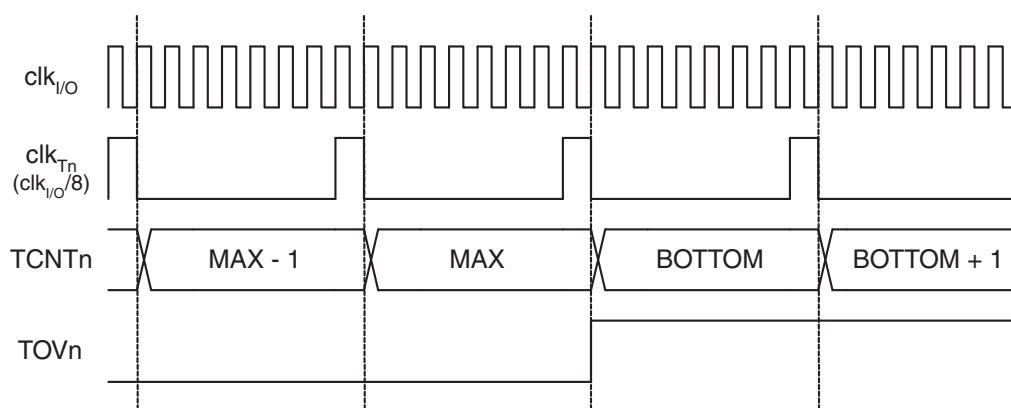 clkI/O
clkTn
(clkI/O/8)
TCNTn MAX - 1 MAX BOTTOM BOTTOM + 1
TOVn